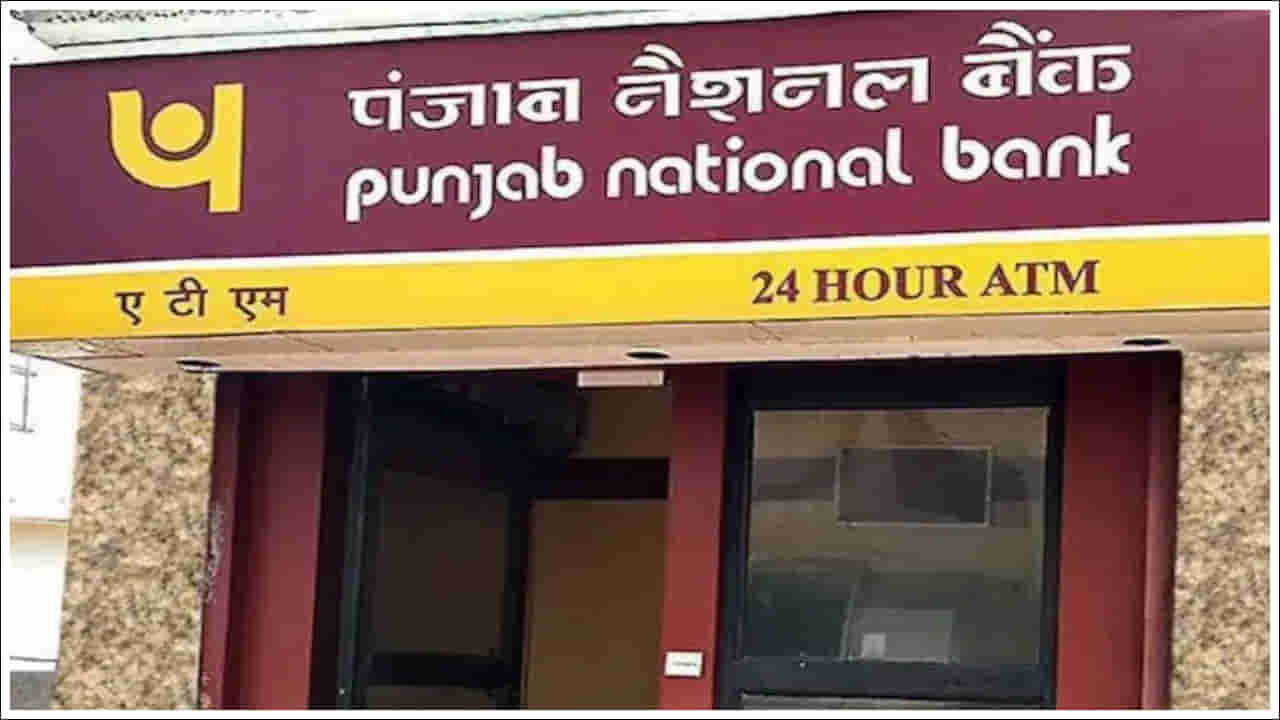 पंजाब नैशनल बैंक
punjab national bank
ए टी एम
24 HOUR ATM